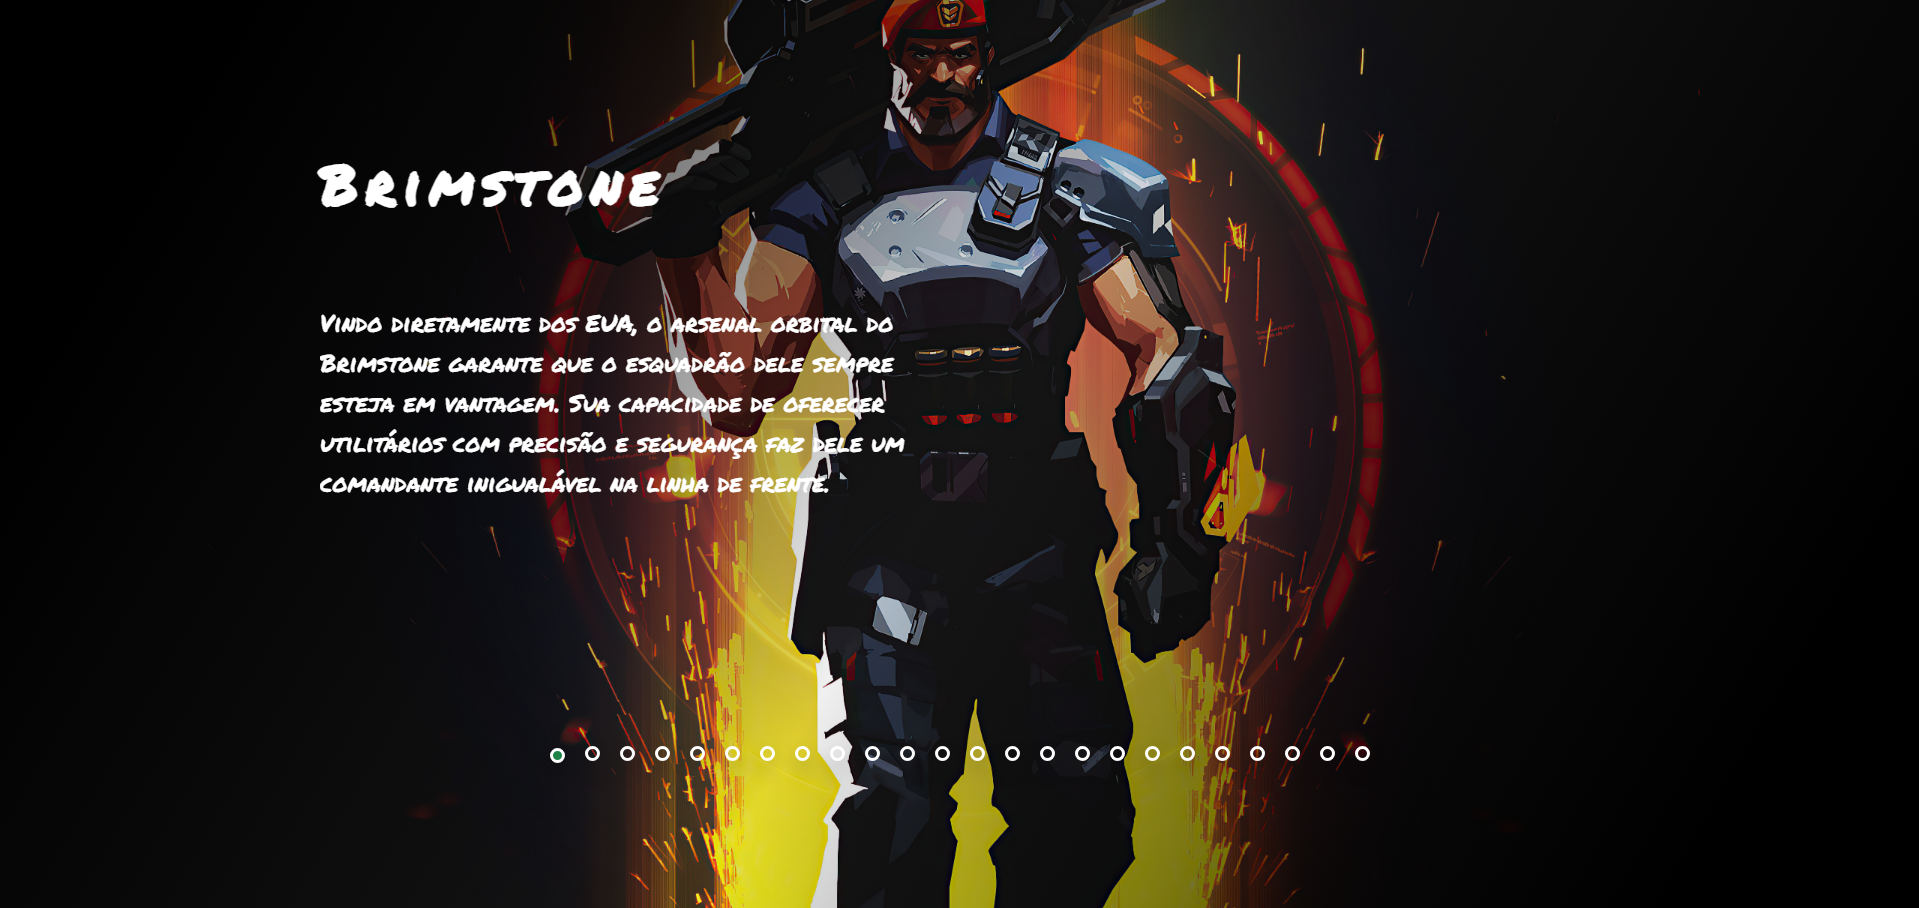 Brimstone
Vindo diretamente dos EUA, o arsenal orbital do
Brimstone garante que o esquadrão dele sempre
esteja em vantagem. Sua capacidade de oferecer
utilitários com precisão e segurança faz dele um
comandante inigualável na linha de frente.